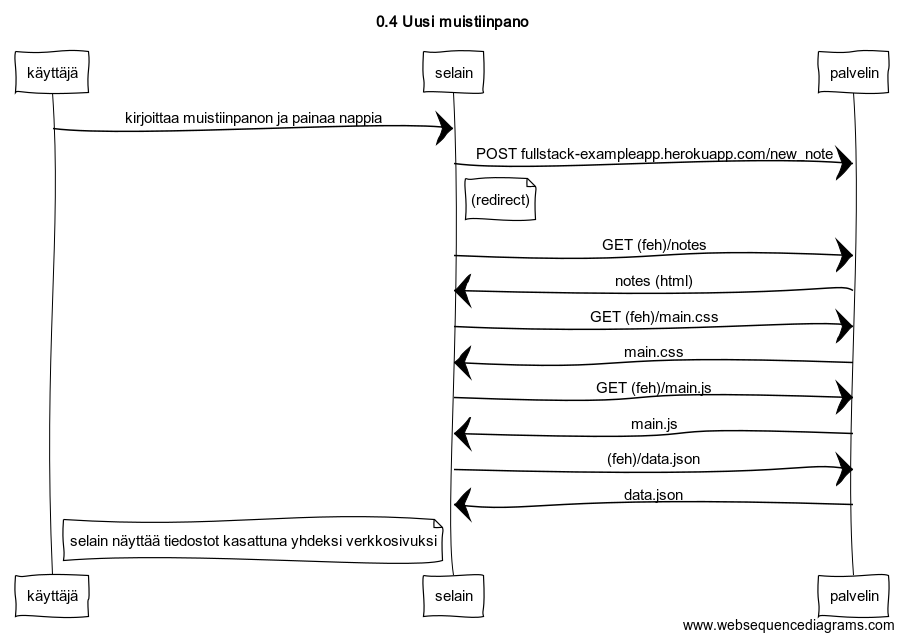 0.4 Uusi muistiinpano
käyttäjä
selain
palvelin
kirjoittaa muistiinpanon ja painaa nappia
POST fullstack-exampleapp.herokuapp.com/new_note
(redirect)
GET (feh)/notes
notes (html)
GET (feh)/main.css
main.css
GET (feh)/main.js
main.js
(feh)/data.json
data.json
selain näyttää tiedostot kasattuna yhdeksi verkkosivuksi
käyttäjä
selain
palvelin
www.websequencediagrams.com